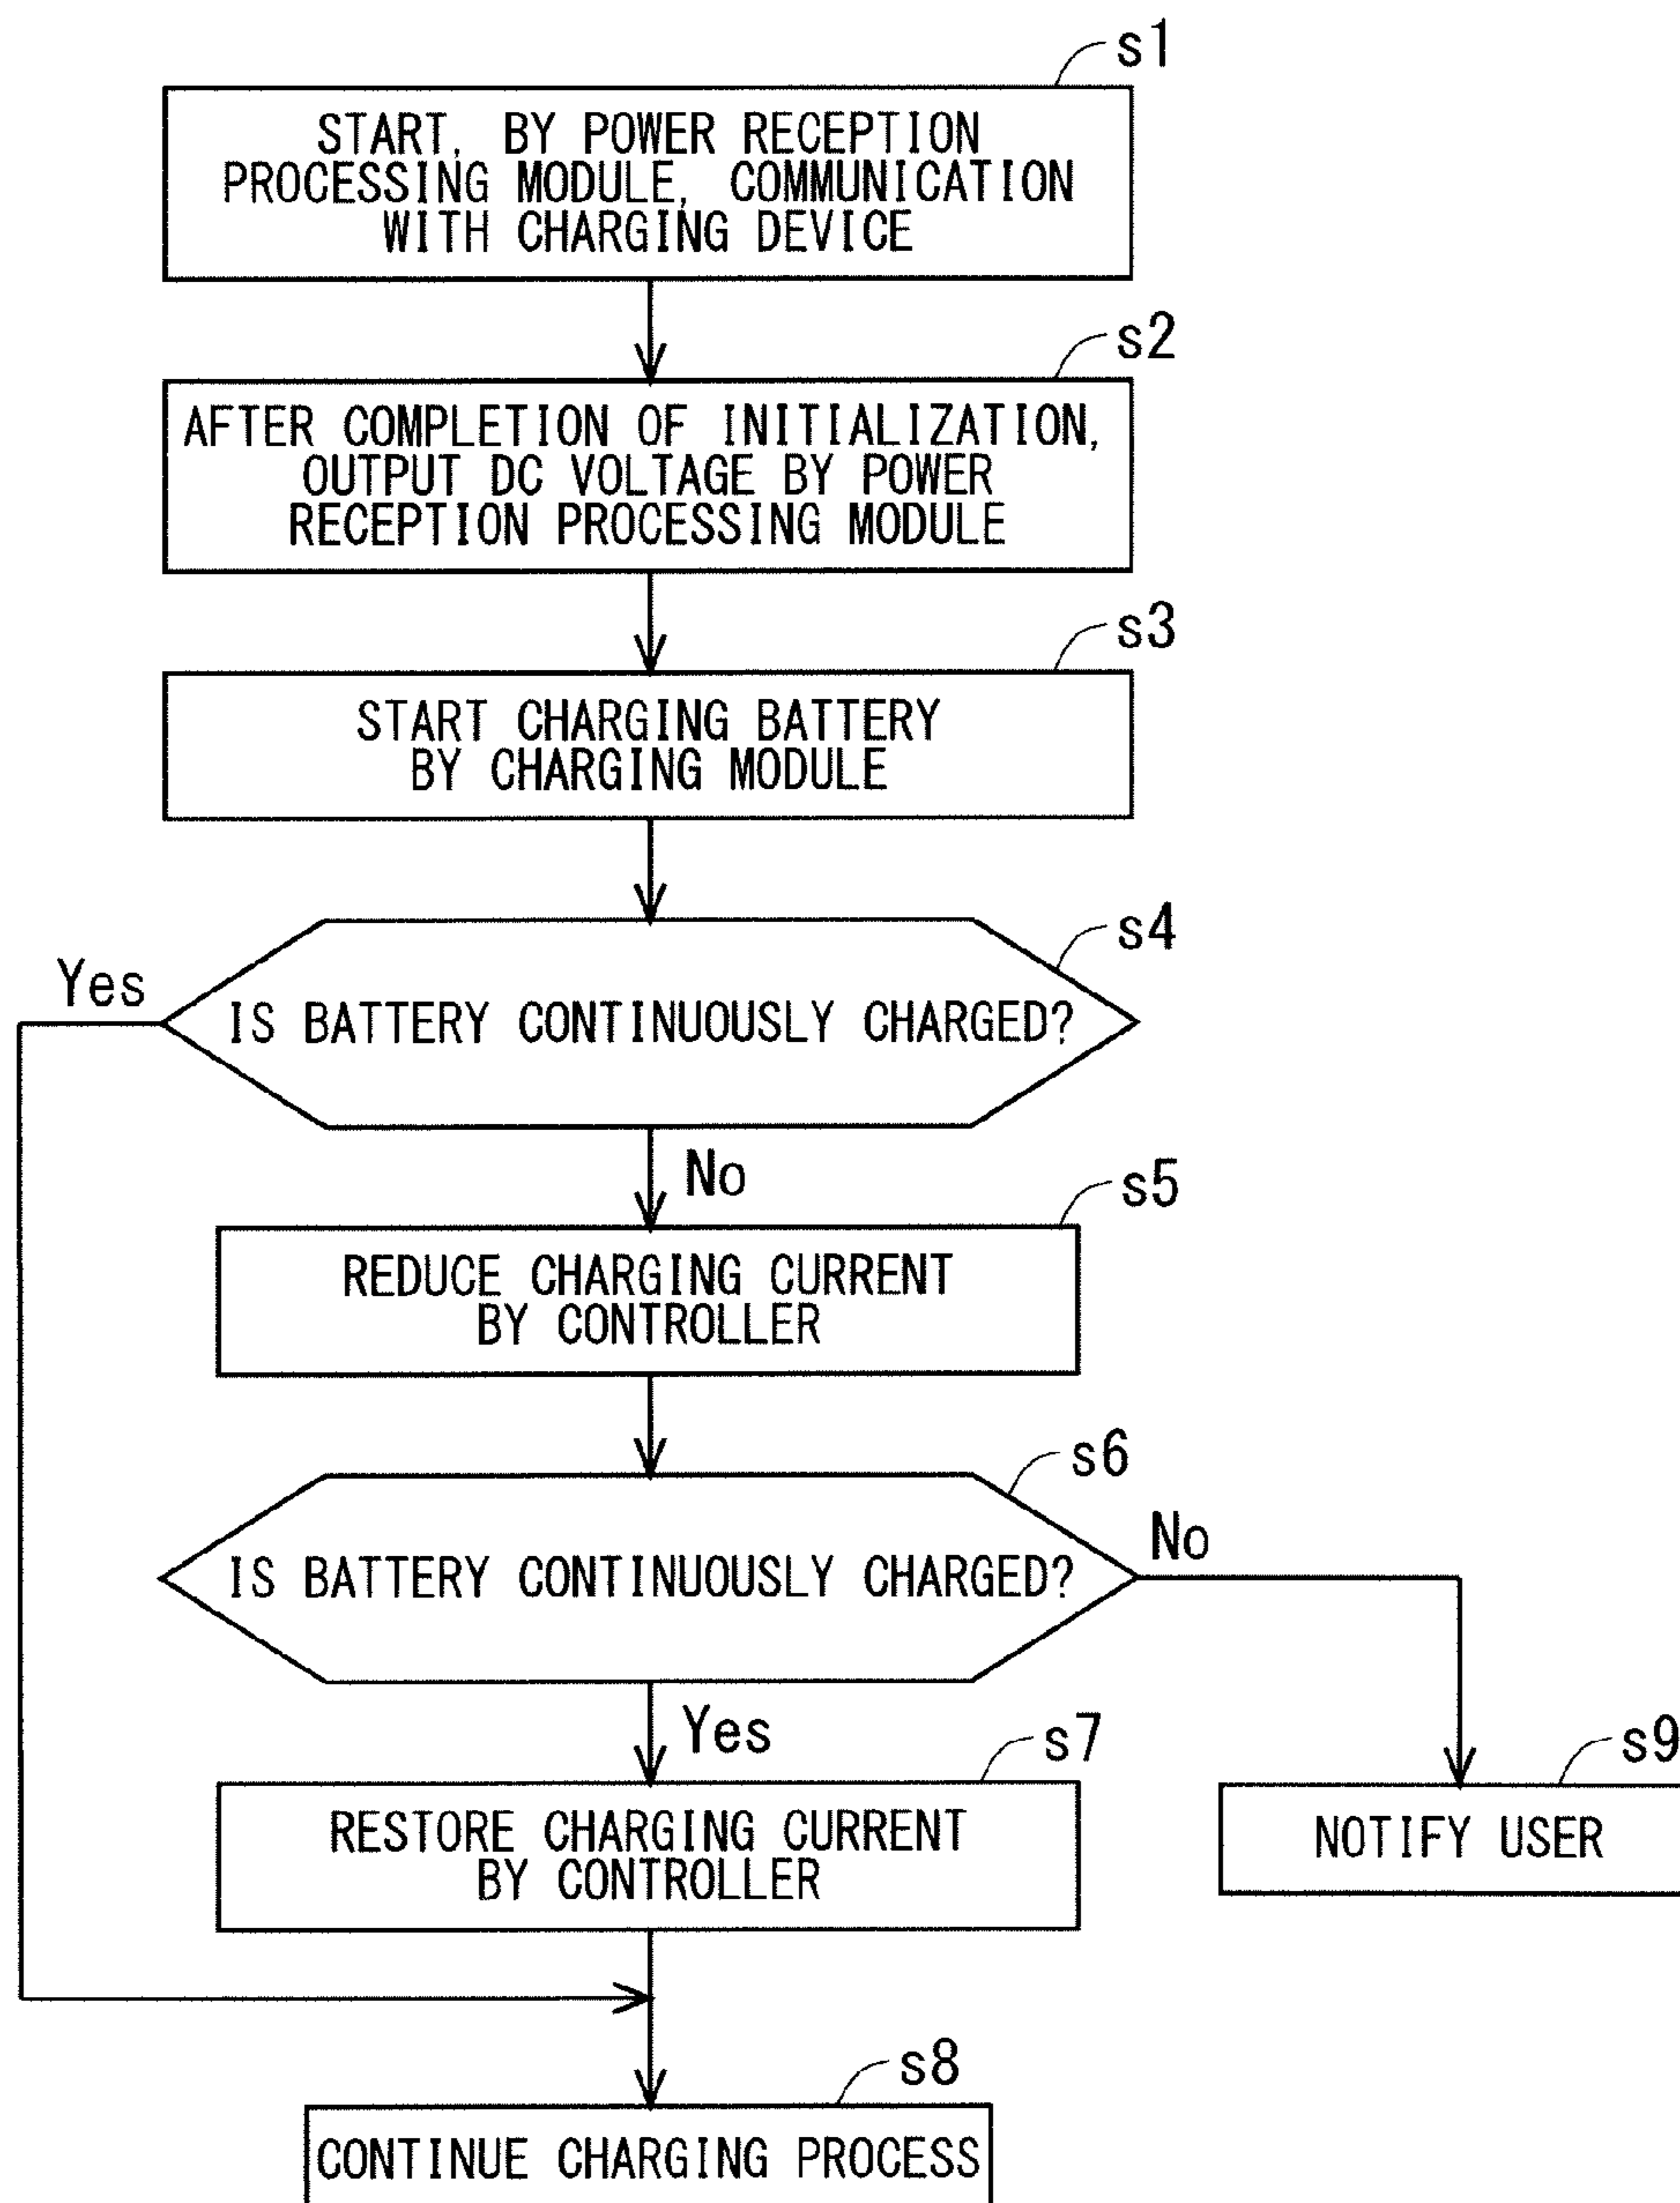 s1
START, BY POWER RECEPTION
PROCESSING MODULE, COMMUNICATION
WITH CHARGING DEVICE
s2
AFTER COMPLETION OF INITIALIZATION,
OUTPUT DC VOLTAGE BY POWER
RECEPTION PROCESSING MODULE
s3
START CHARGING BATTERY
BY CHARGING MODULE
s4
Yes
IS BATTERY CONTINUOUSLY CHARGED?
No
s5
REDUCE CHARGING CURRENT
BY CONTROLLER
s6
IS BATTERY CONTINUOUSLY CHARGED?
No
Yes
s7
RESTORE CHARGING CURRENT
BY CONTROLLER
s9
NOTIFY USER
s8
CONTINUE CHARGING PROCESS